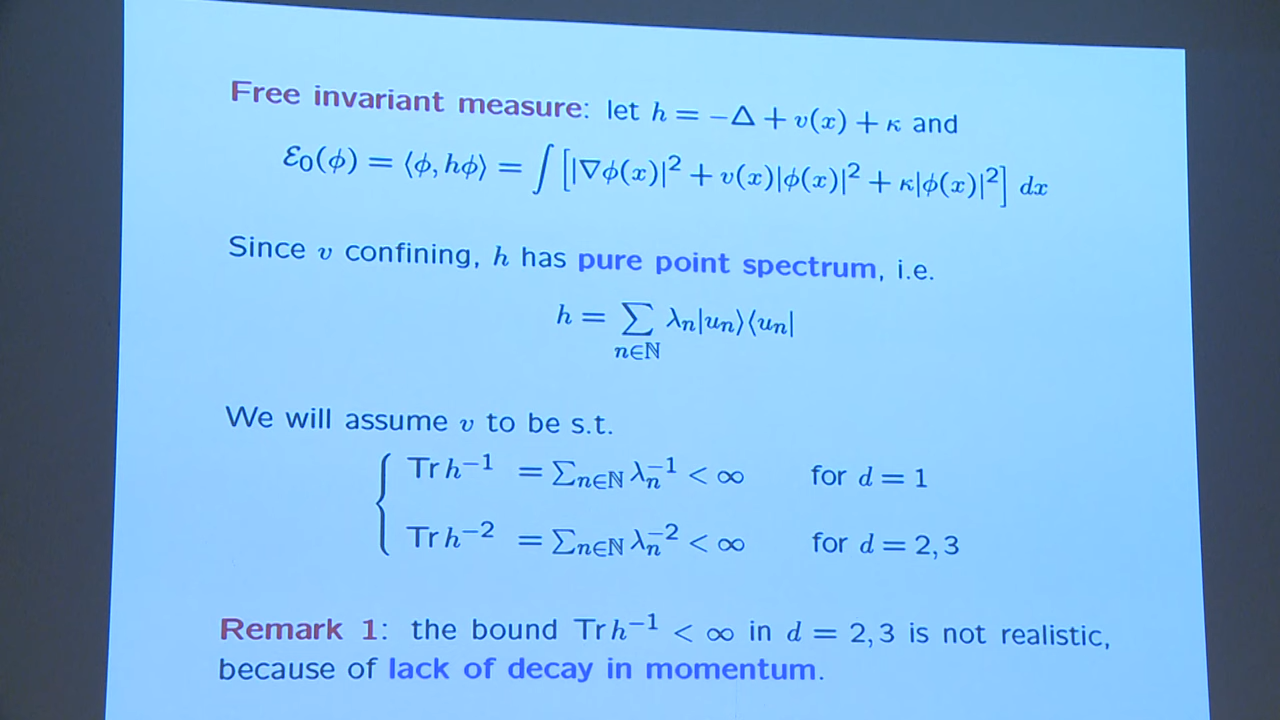 Free invariant measure: let h = −Δ + v(x) + κ and
ℰ₀(ϕ) = ⟨ϕ, hϕ⟩ = ∫ [|∇ϕ(x)|² + v(x)|ϕ(x)|² + κ|ϕ(x)|²] dx
Since v confining, h has pure point spectrum, i.e.
h = ∑_{n∈ℕ} λₙ|uₙ⟩⟨uₙ|
We will assume v to be s.t.
{ Tr h⁻¹ = ∑_{n∈ℕ} λₙ⁻¹ < ∞ for d = 1
Tr h⁻² = ∑_{n∈ℕ} λₙ⁻² < ∞ for d = 2, 3
Remark 1: the bound Tr h⁻¹ < ∞ in d = 2, 3 is not realistic,
because of lack of decay in momentum.